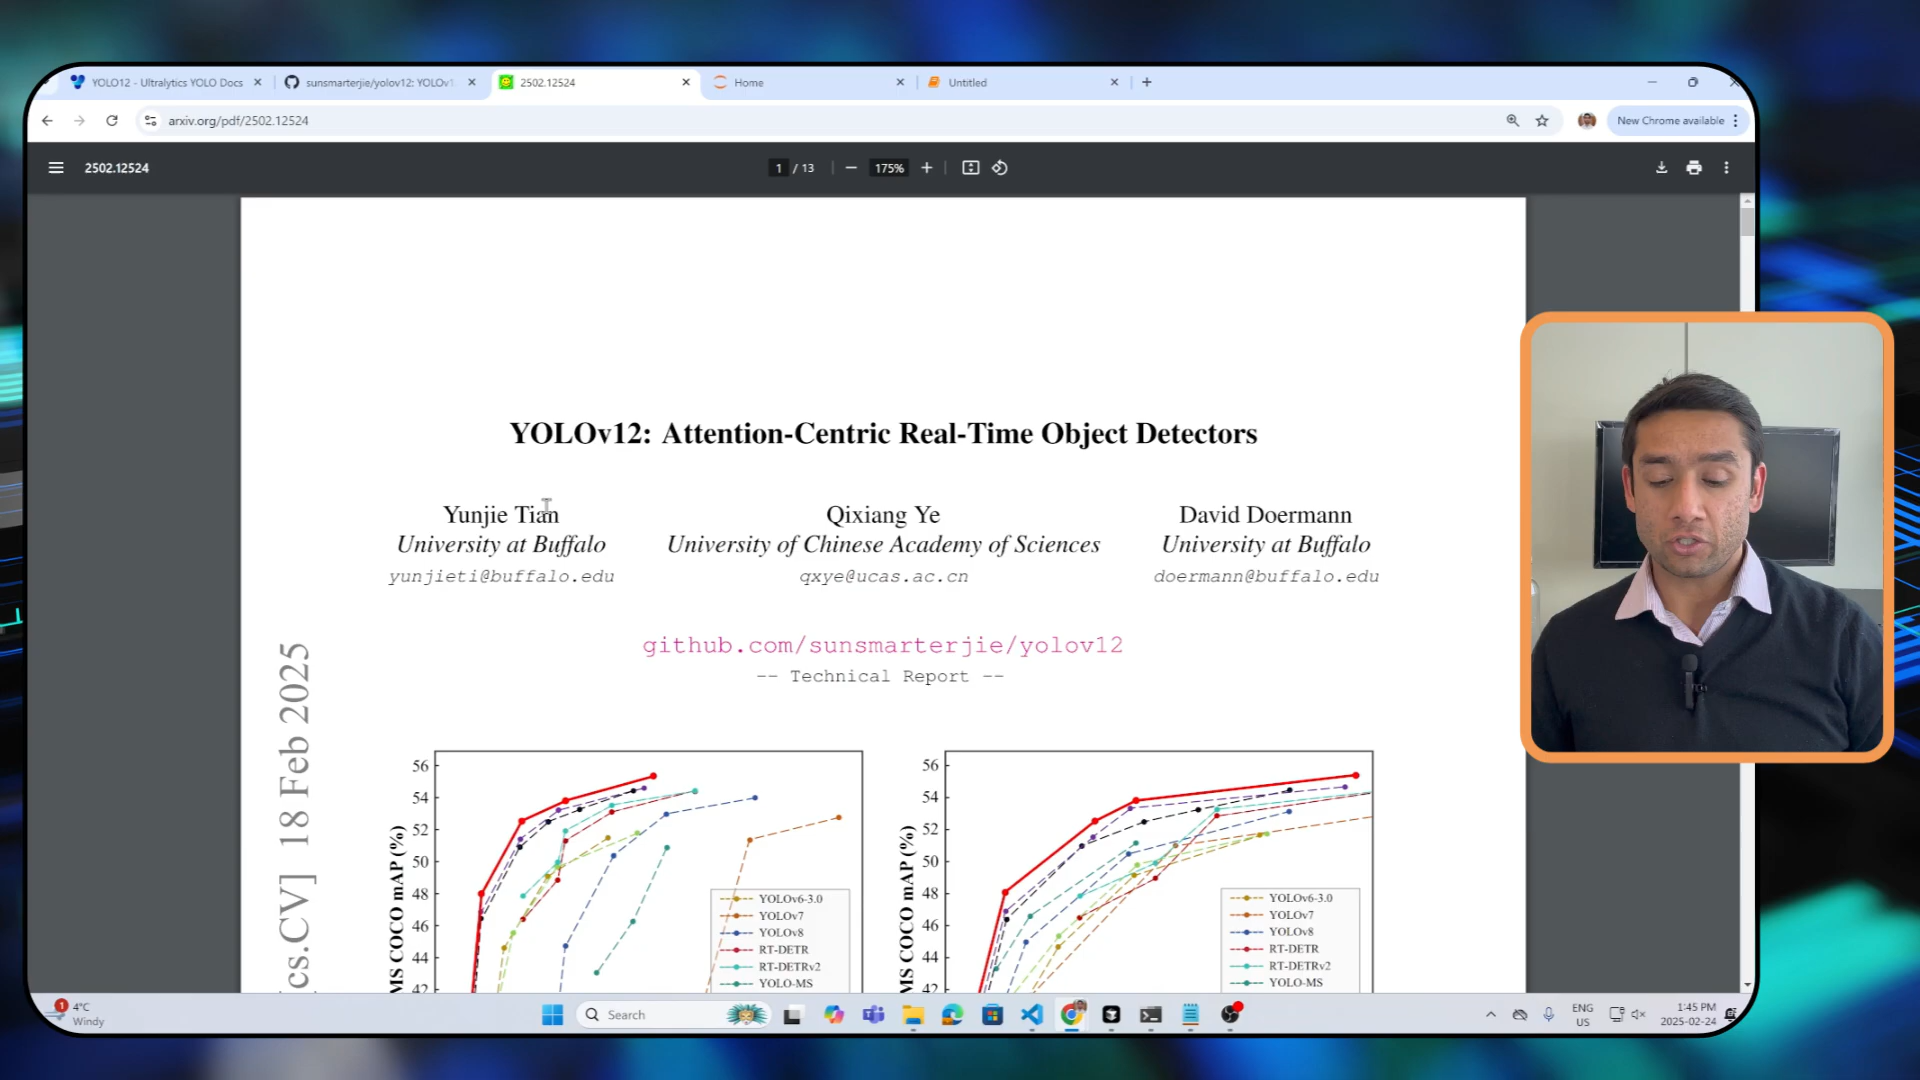 YOLO12 - Ultralytics YOLO Docs
sunsmarterjie/yolov12: YOLOv1
2502.12524
Home
Untitled
arxiv.org/pdf/2502.12524
New Chrome available
2502.12524
1 / 13
175%
YOLOv12: Attention-Centric Real-Time Object Detectors
Yunjie Tian
University at Buffalo
yunjieti@buffalo.edu
Qixiang Ye
University of Chinese Academy of Sciences
qxye@ucas.ac.cn
David Doermann
University at Buffalo
doermann@buffalo.edu
github.com/sunsmarterjie/yolov12
-- Technical Report --
[cs.CV] 18 Feb 2025
MS COCO mAP (%)
56
54
52
50
48
46
44
42
YOLOv6-3.0
YOLOv7
YOLOv8
RT-DETR
RT-DETRv2
YOLO-MS
MS COCO mAP (%)
56
54
52
50
48
46
44
42
YOLOv6-3.0
YOLOv7
YOLOv8
RT-DETR
RT-DETRv2
YOLO-MS
1
4°C
Windy
Search
ENG
US
1:45 PM
2025-02-24